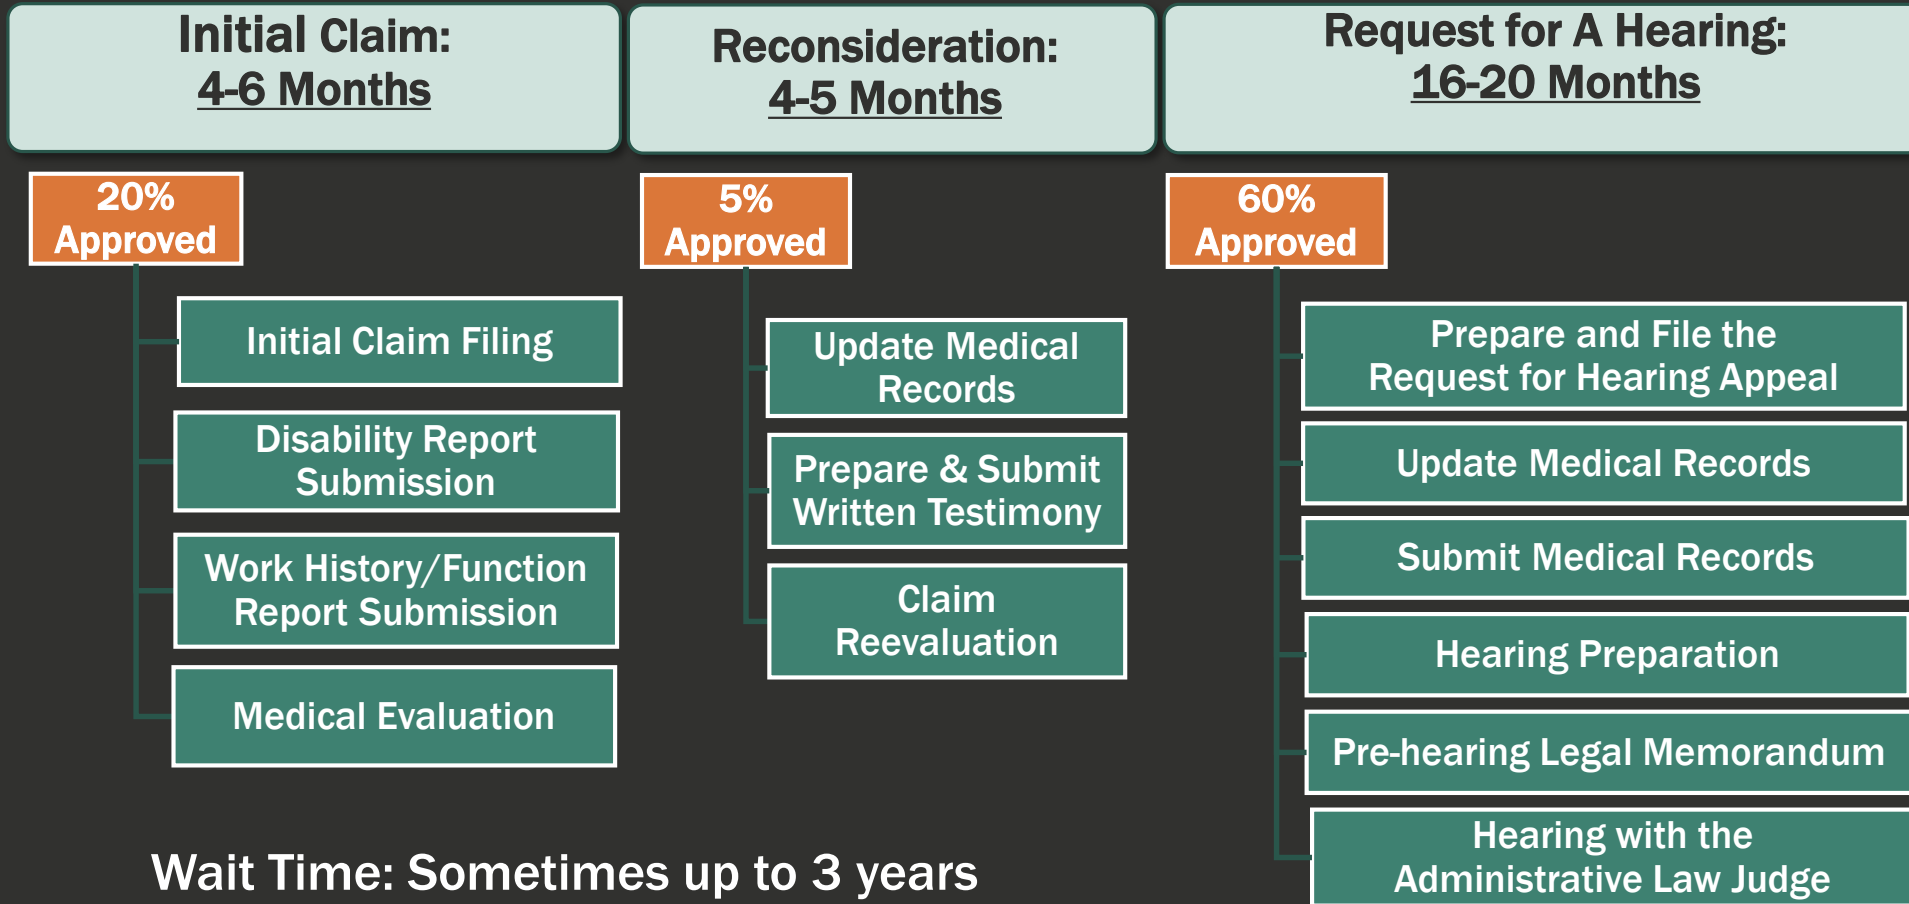 Initial Claim:
4-6 Months
20%
Approved
Initial Claim Filing
Disability Report
Submission
Work History/Function
Report Submission
Medical Evaluation
Reconsideration:
4-5 Months
5%
Approved
Update Medical
Records
Prepare & Submit
Written Testimony
Claim
Reevaluation
Request for A Hearing:
16-20 Months
60%
Approved
Prepare and File the
Request for Hearing Appeal
Update Medical Records
Submit Medical Records
Hearing Preparation
Pre-hearing Legal Memorandum
Hearing with the
Administrative Law Judge
Wait Time: Sometimes up to 3 years